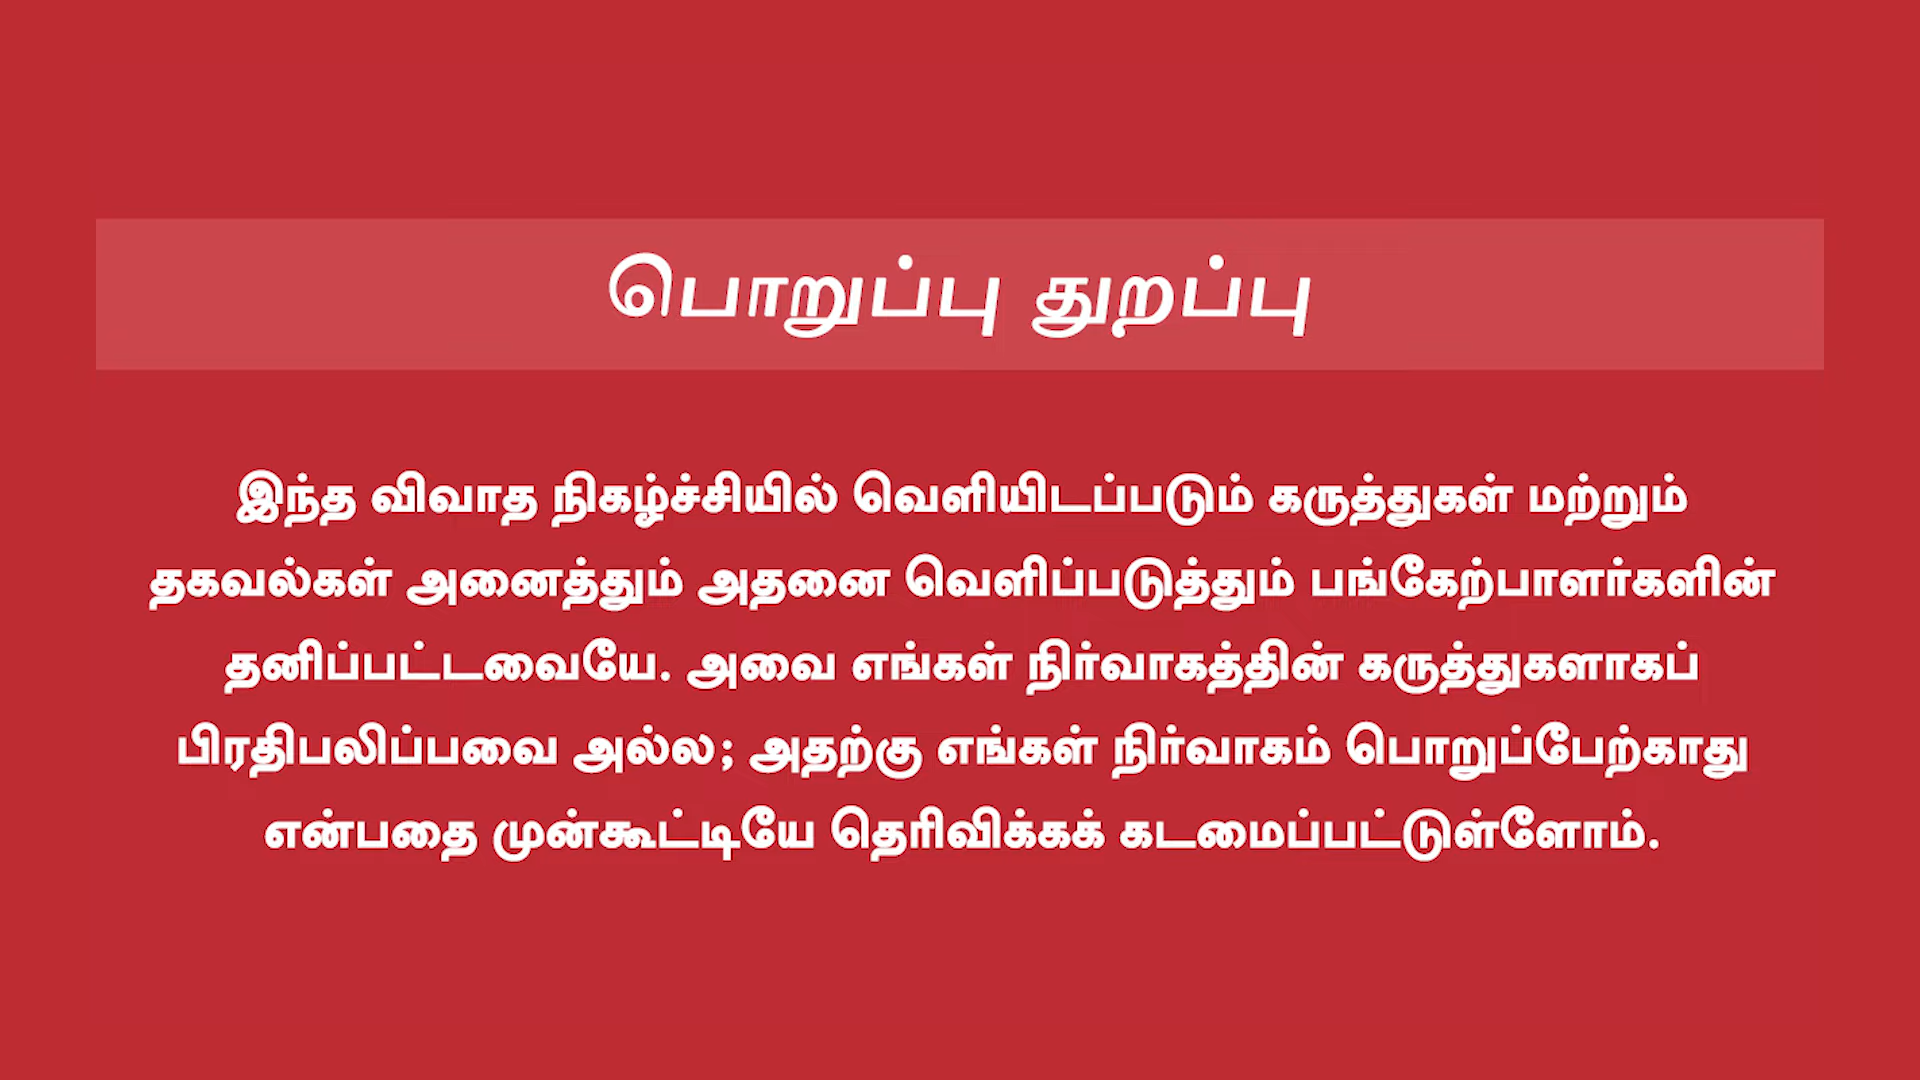 பொறுப்பு துறப்பு
இந்த விவாத நிகழ்ச்சியில் வெளியிடப்படும் கருத்துகள் மற்றும்
தகவல்கள் அனைத்தும் அதனை வெளிப்படுத்தும் பங்கேற்பாளர்களின்
தனிப்பட்டவையே. அவை எங்கள் நிர்வாகத்தின் கருத்துகளாகப்
பிரதிபலிப்பவை அல்ல; அதற்கு எங்கள் நிர்வாகம் பொறுப்பேற்காது
என்பதை முன்கூட்டியே தெரிவிக்கக் கடமைப்பட்டுள்ளோம்.